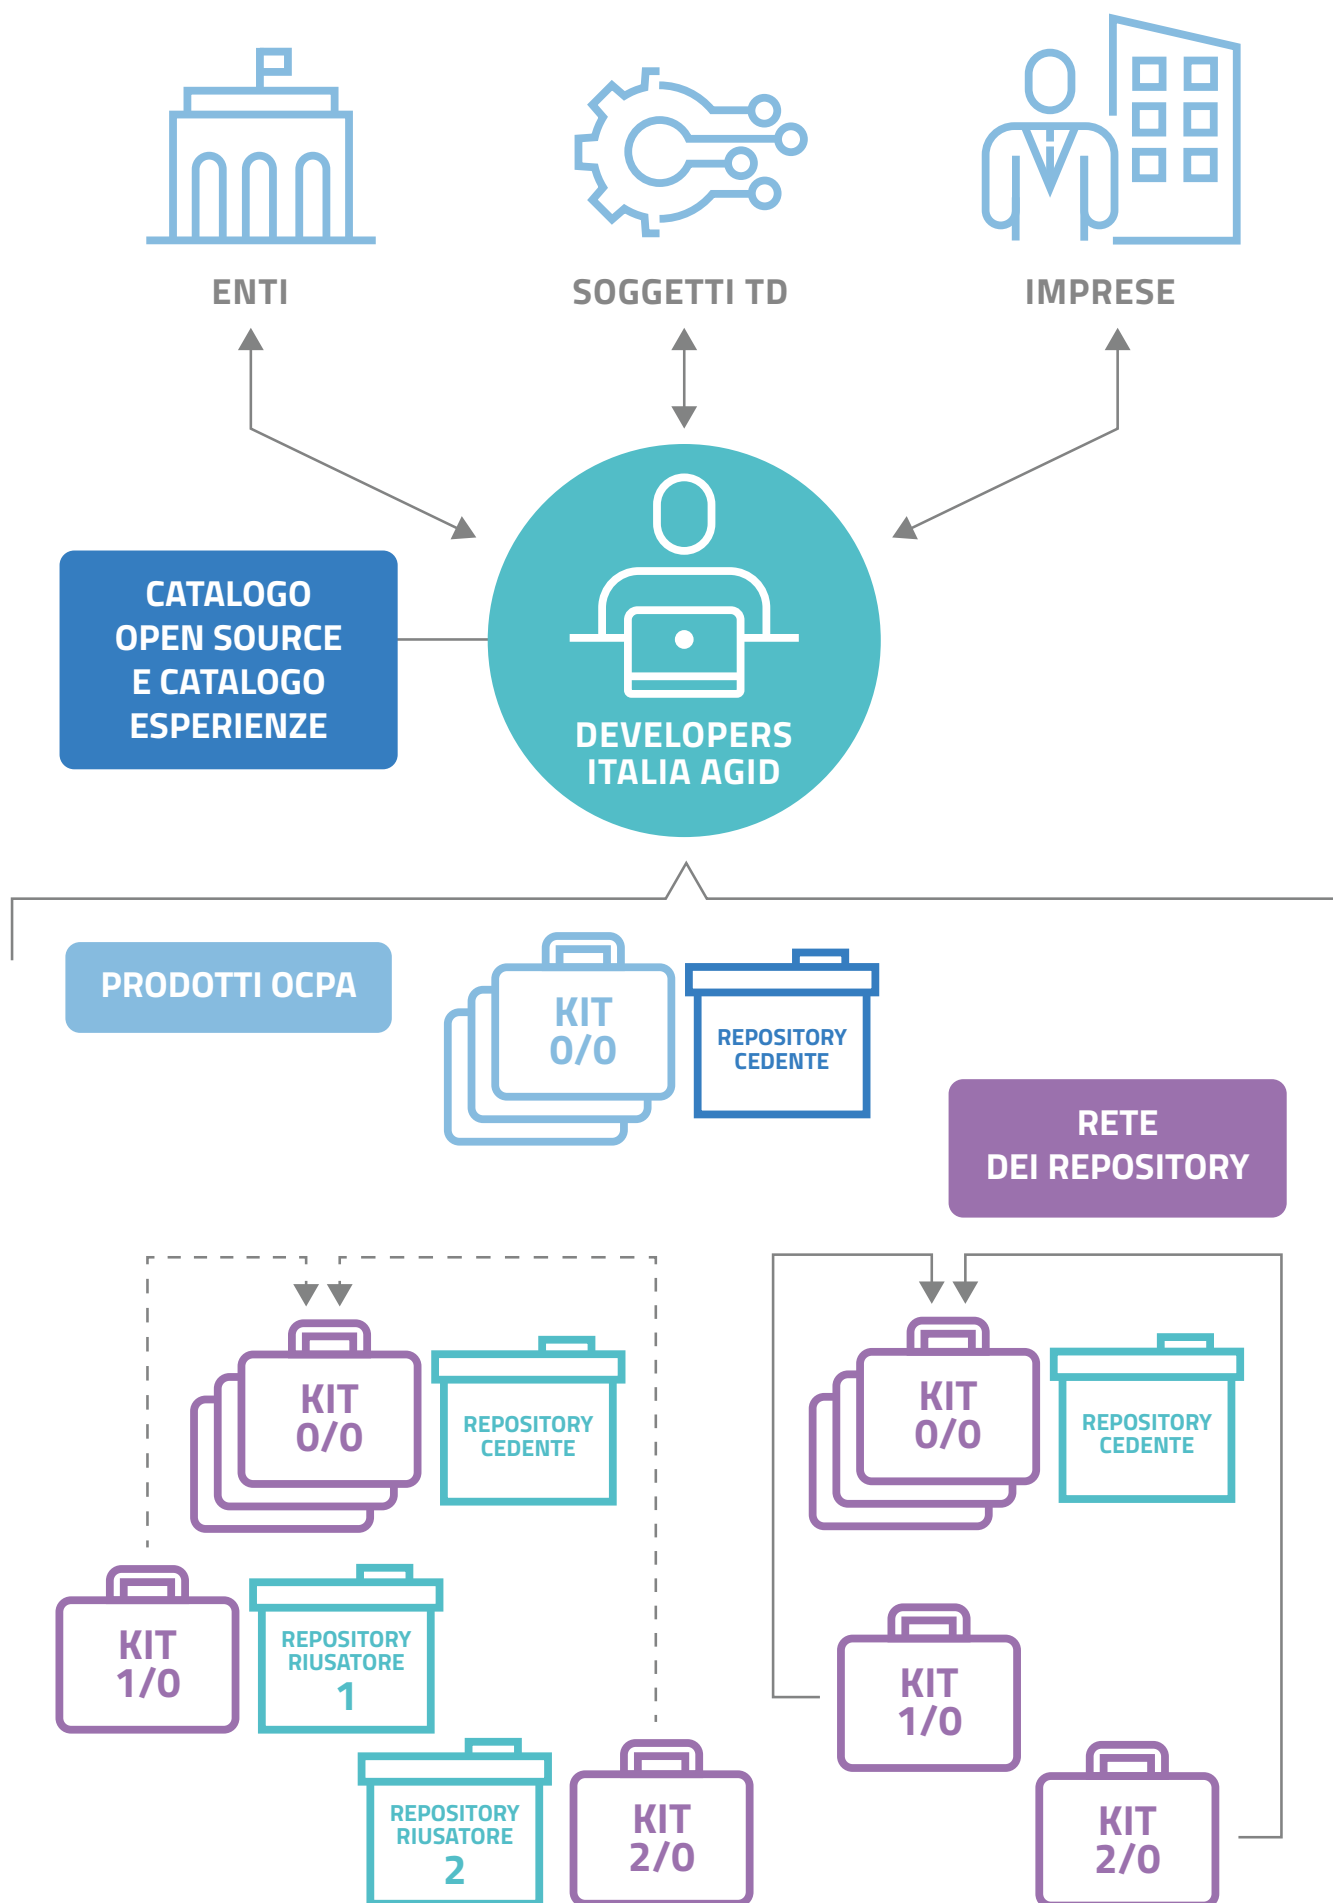 ENTI
SOGGETTI TD
IMPRESE
CATALOGO
OPEN SOURCE
E CATALOGO
ESPERIENZE
DEVELOPERS
ITALIA AGID
PRODOTTI OCPA
KIT
0/0
REPOSITORY
CEDENTE
RETE
DEI REPOSITORY
KIT
0/0
REPOSITORY
CEDENTE
KIT
0/0
REPOSITORY
CEDENTE
KIT
1/0
REPOSITORY
RIUSATORE
1
KIT
1/0
REPOSITORY
RIUSATORE
2
KIT
2/0
KIT
2/0